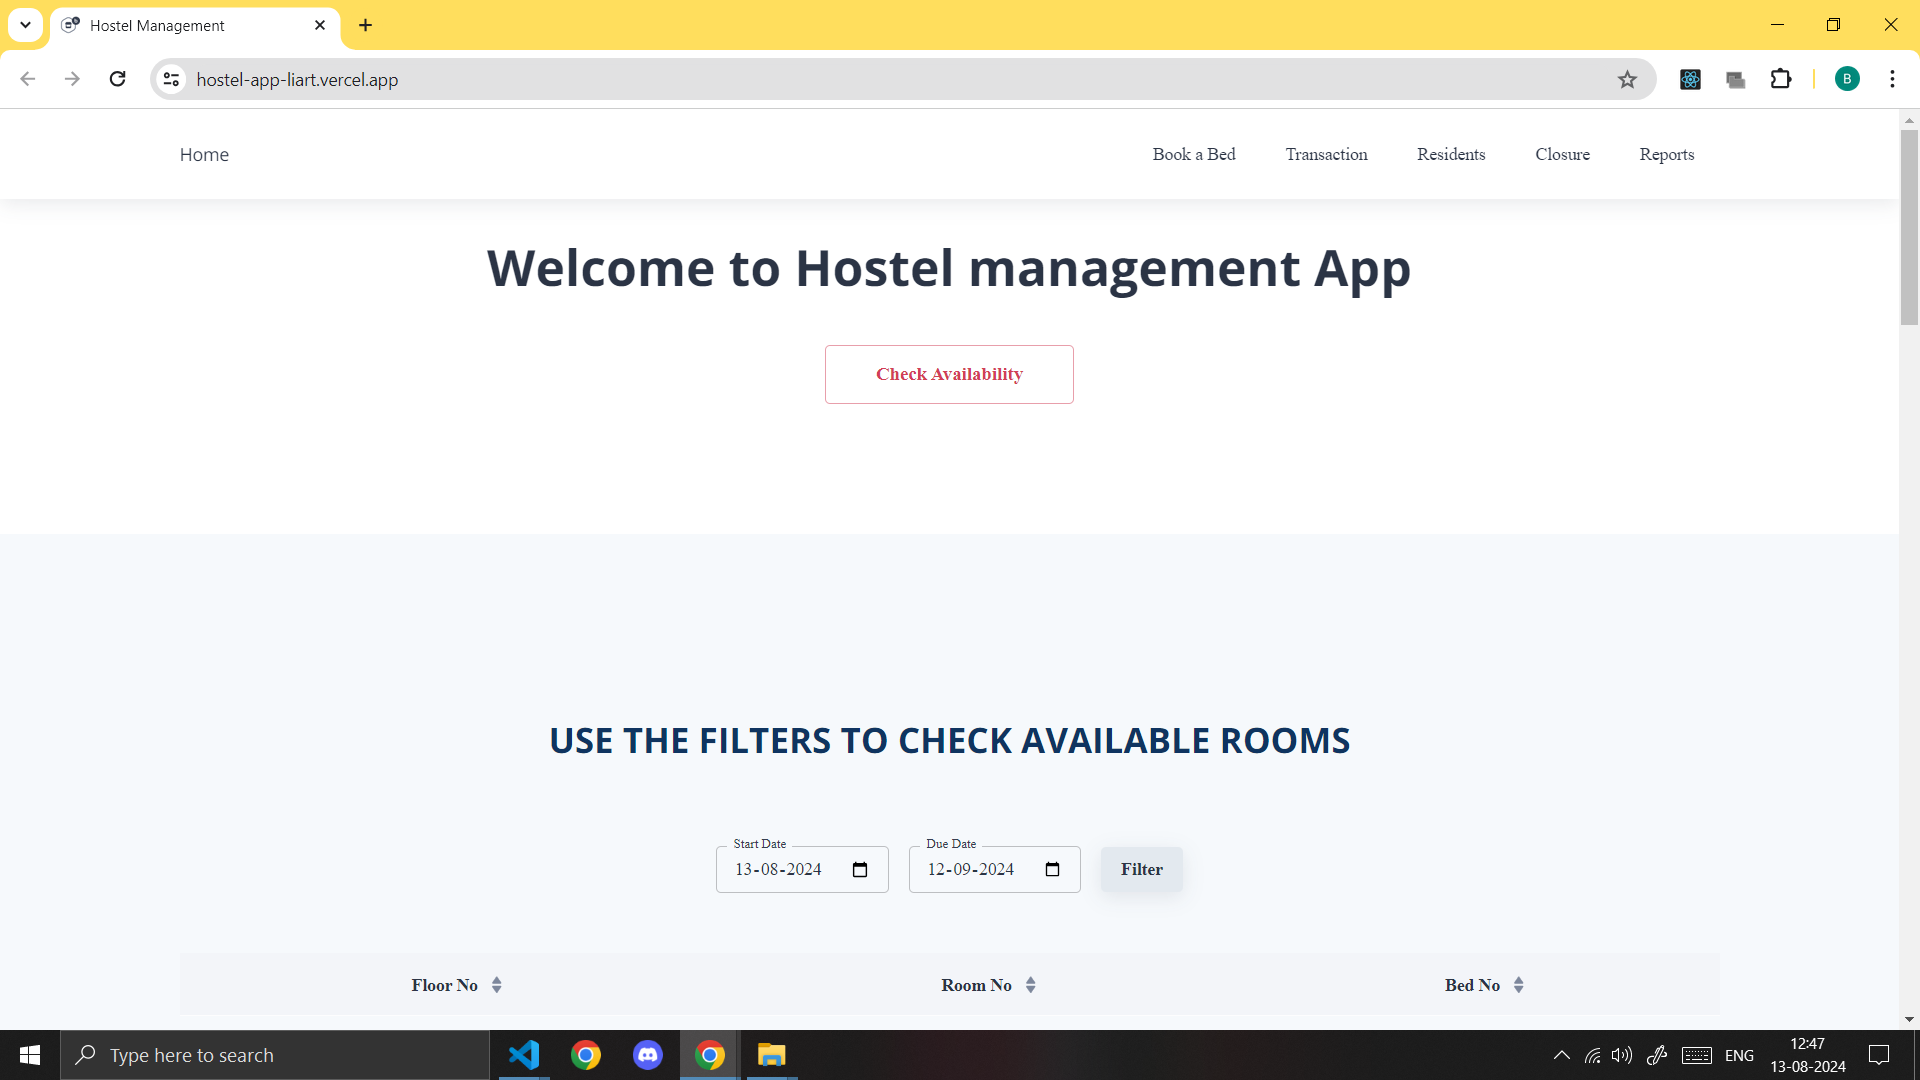 Hostel Management
hostel-app-liart.vercel.app
B
Home
Book a Bed
Transaction
Residents
Closure
Reports
Welcome to Hostel management App
Check Availability
USE THE FILTERS TO CHECK AVAILABLE ROOMS
Start Date
13-08-2024
Due Date
12-09-2024
Filter
Floor No
Room No
Bed No
Type here to search
ENG
12:47
13-08-2024